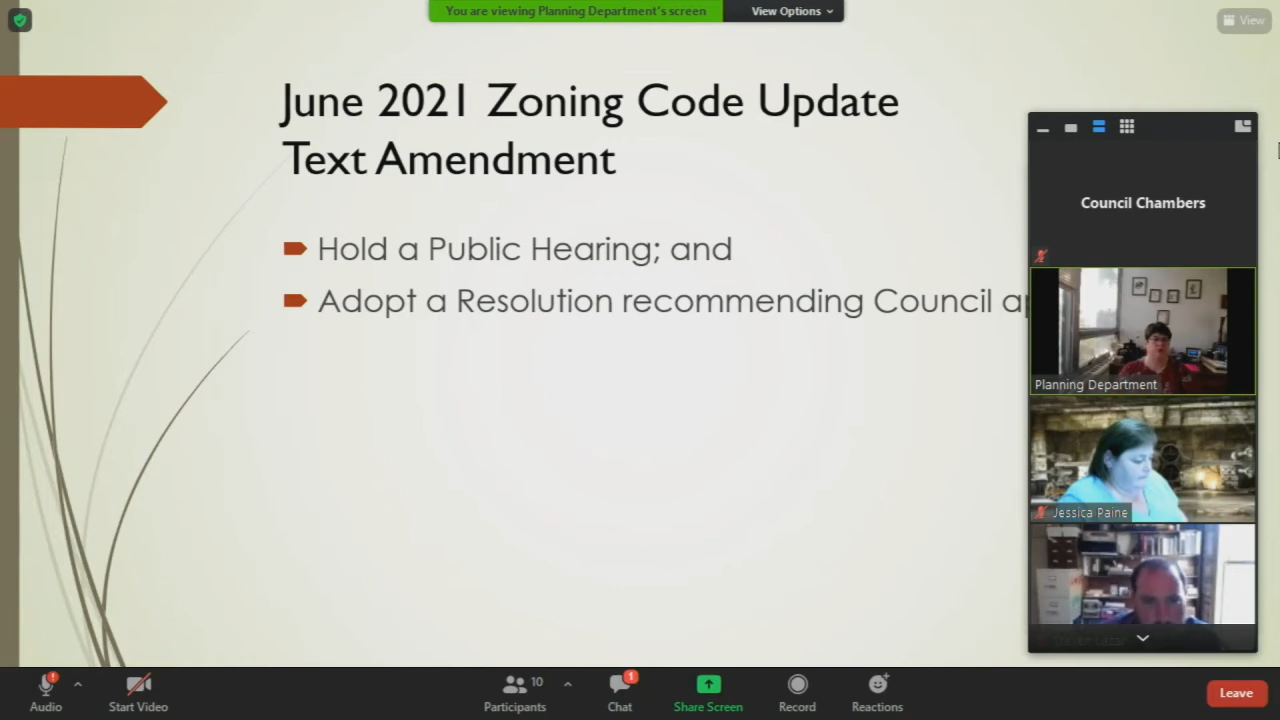 You are viewing Planning Department's screen
View Options
View
June 2021 Zoning Code Update
Text Amendment
Hold a Public Hearing; and
Adopt a Resolution recommending Council
Council Chambers
Planning Department
Jessica Paine
Audio
Start Video
10
Participants
1
Chat
Share Screen
Record
Reactions
Leave